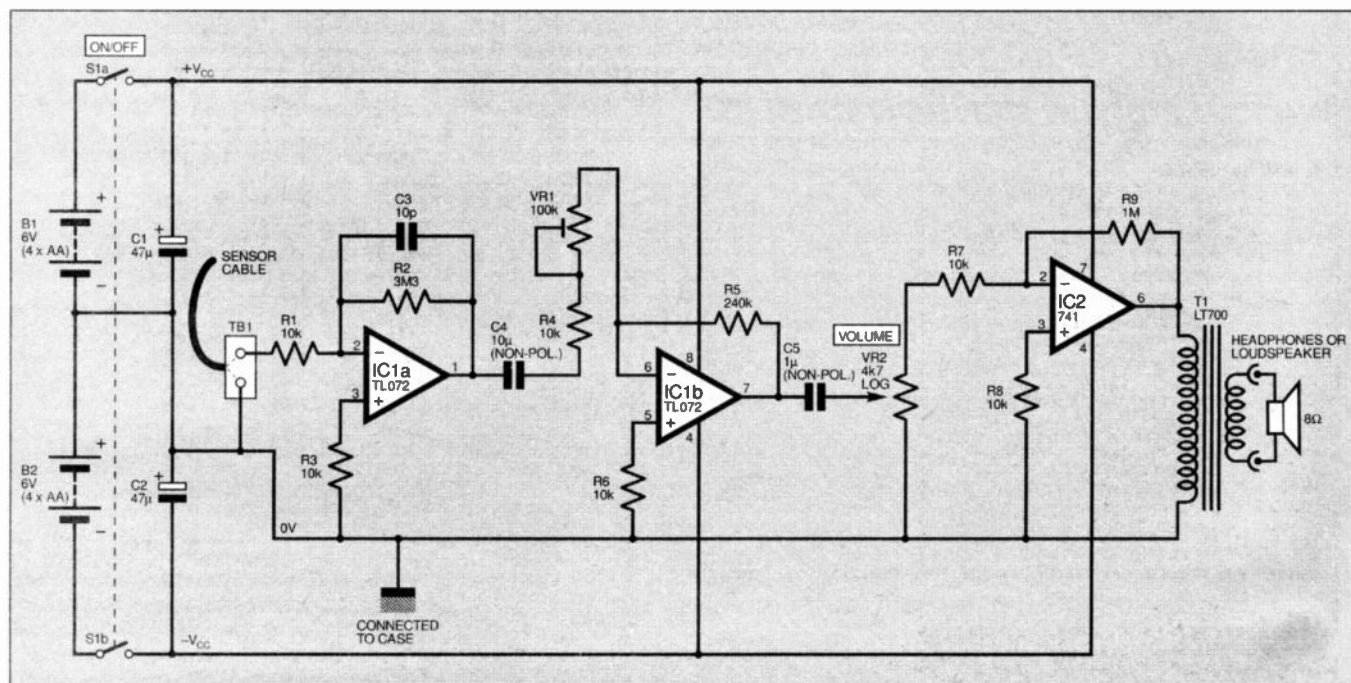 ON/OFF
S1a
+VCC
B1
6V
(4 x AA)
+
−
C1
47µ
+
SENSOR
CABLE
TB1
R1
10k
C3
10p
R2
3M3
2
−
IC1a
TL072
3
+
1
R3
10k
C4
10µ
(NON-POL.)
VR1
100k
R4
10k
R5
240k
6
−
8
IC1b
TL072
5
+
7
4
R6
10k
C5
1µ
(NON-POL.)
VOLUME
VR2
4k7
LOG
R7
10k
R9
1M
2
−
7
IC2
741
3
+
6
4
R8
10k
T1
LT700
HEADPHONES OR
LOUDSPEAKER
8Ω
B2
6V
(4 x AA)
+
−
C2
47µ
+
0V
CONNECTED
TO CASE
S1b
−VCC